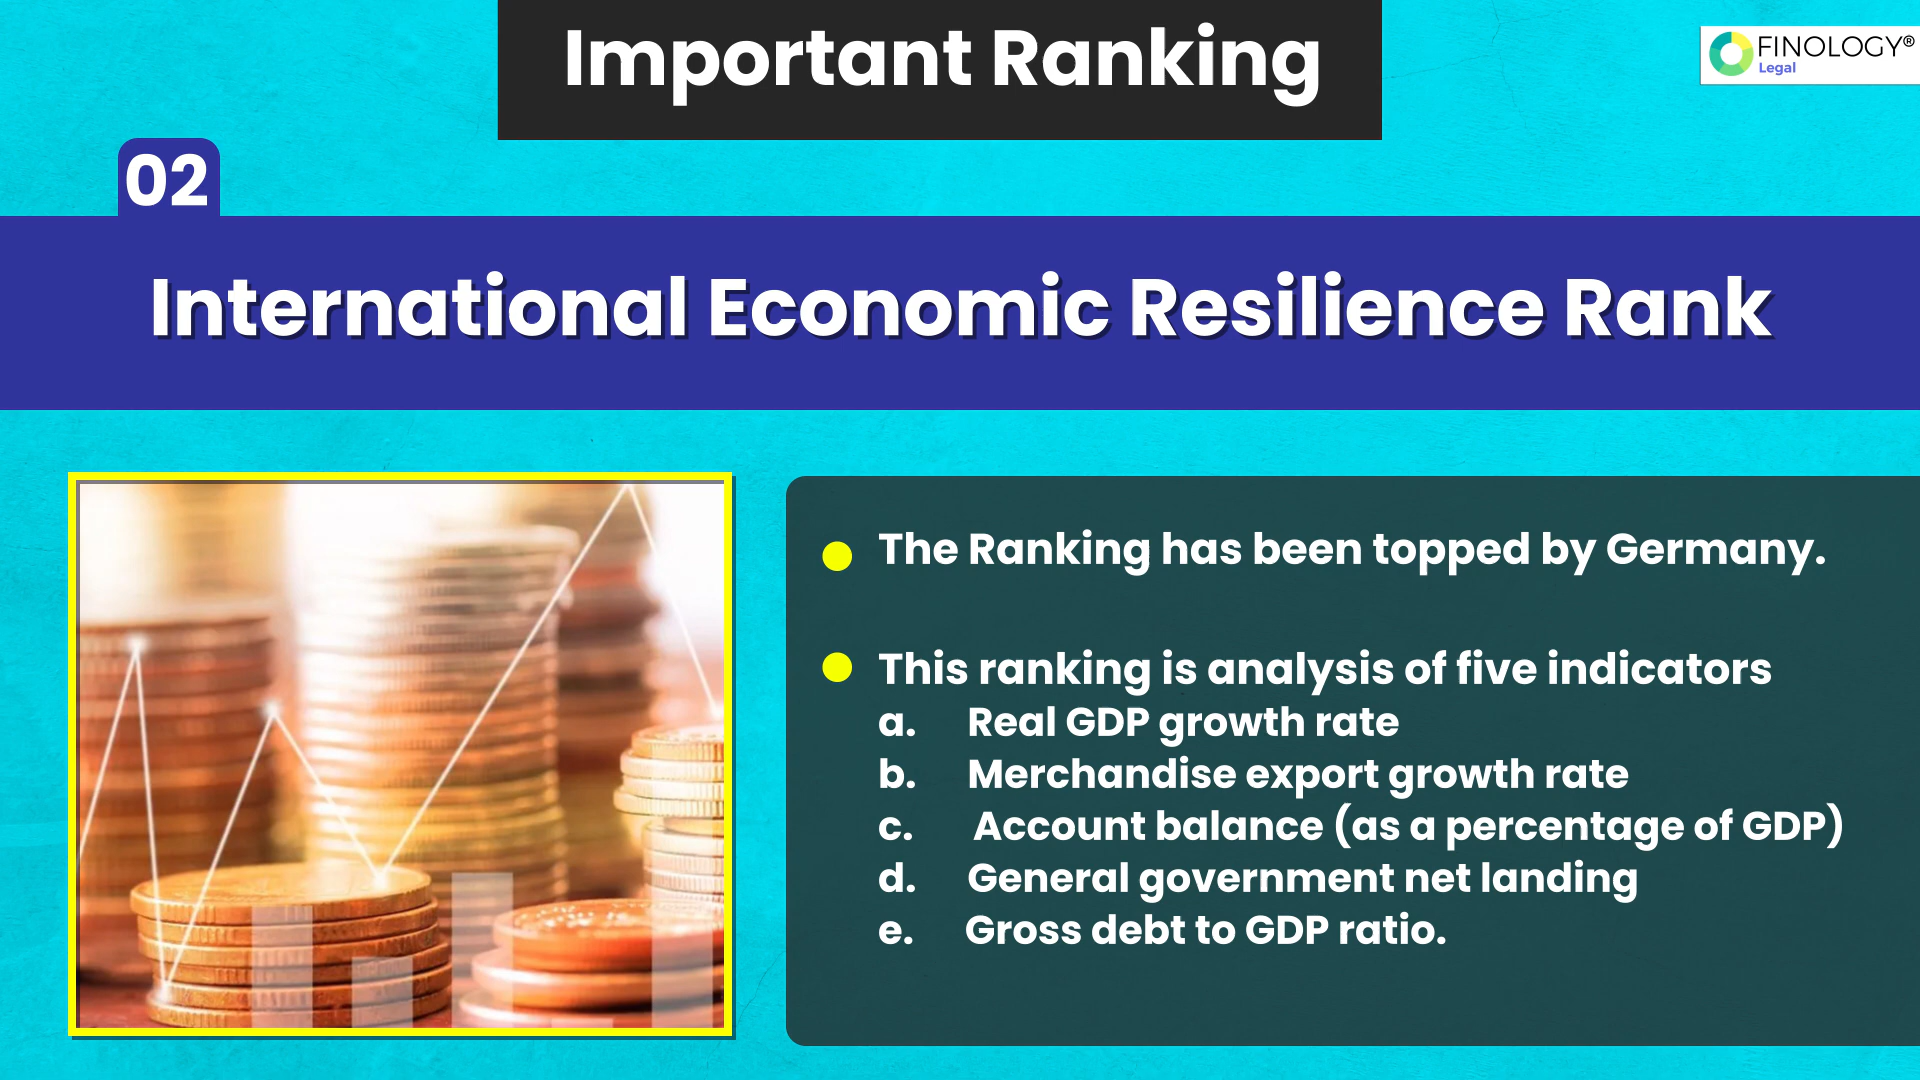 Important Ranking
FINOLOGY®
Legal
02
International Economic Resilience Rank
The Ranking has been topped by Germany.
This ranking is analysis of five indicators
a. Real GDP growth rate
b. Merchandise export growth rate
c. Account balance (as a percentage of GDP)
d. General government net landing
e. Gross debt to GDP ratio.